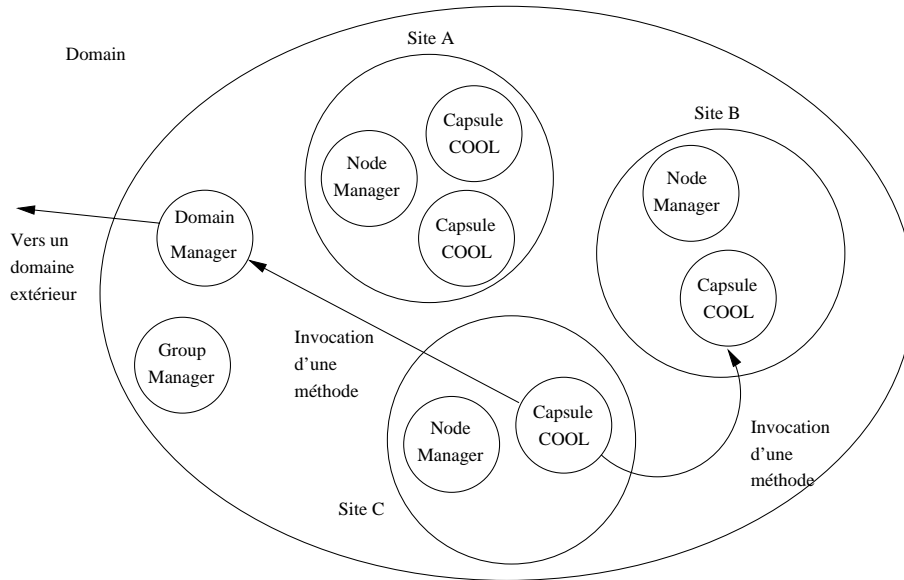 Site A
Domain
Capsule
COOL
Site B
Node
Manager
Node
Manager
Domain
Manager
Capsule
COOL
Vers un
domaine
extérieur
Capsule
COOL
Invocation
d'une
méthode
Group
Manager
Capsule
COOL
Node
Manager
Invocation
d'une
méthode
Site C